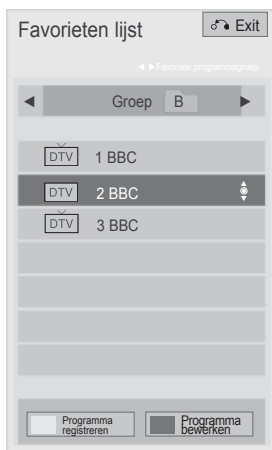 Favorieten lijst
Exit
◄ ►Favoriete programmagroep
◄ Groep B ►
DTV 1 BBC
DTV 2 BBC
DTV 3 BBC
Programma
registreren
Programma
bewerken